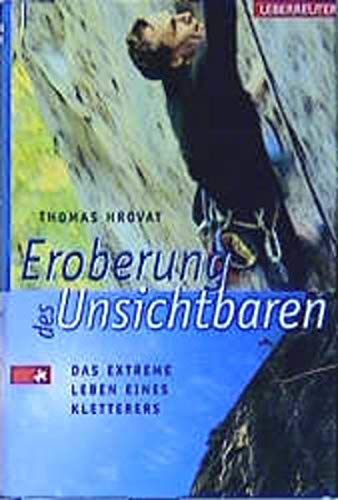 UEBERREUTER
THOMAS HROVAT
Eroberung
des Unsichtbaren
DAS EXTREME
LEBEN EINES
KLETTERERS